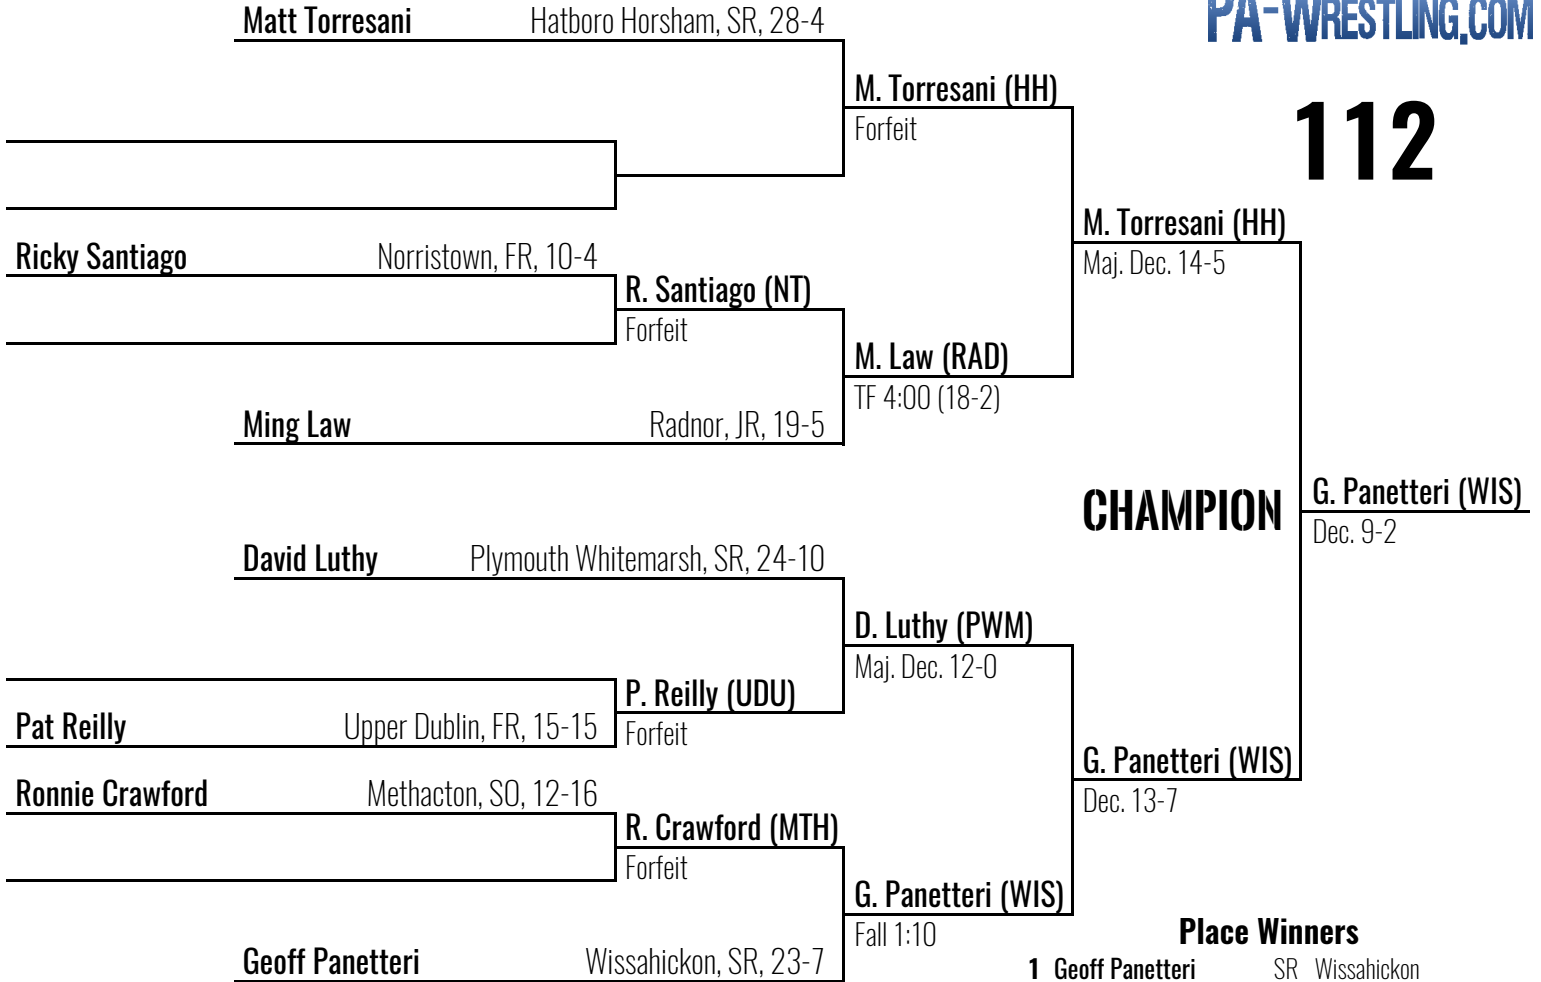 PA-WRESTLING.COM
Matt Torresani Hatboro Horsham, SR, 28-4
M. Torresani (HH)
Forfeit
112
M. Torresani (HH)
Maj. Dec. 14-5
Ricky Santiago Norristown, FR, 10-4
R. Santiago (NT)
Forfeit
M. Law (RAD)
TF 4:00 (18-2)
Ming Law Radnor, JR, 19-5
CHAMPION
G. Panetteri (WIS)
Dec. 9-2
David Luthy Plymouth Whitemarsh, SR, 24-10
D. Luthy (PWM)
Maj. Dec. 12-0
P. Reilly (UDU)
Forfeit
Pat Reilly Upper Dublin, FR, 15-15
G. Panetteri (WIS)
Dec. 13-7
Ronnie Crawford Methacton, SO, 12-16
R. Crawford (MTH)
Forfeit
G. Panetteri (WIS)
Fall 1:10
Geoff Panetteri Wissahickon, SR, 23-7
Place Winners
1 Geoff Panetteri SR Wissahickon